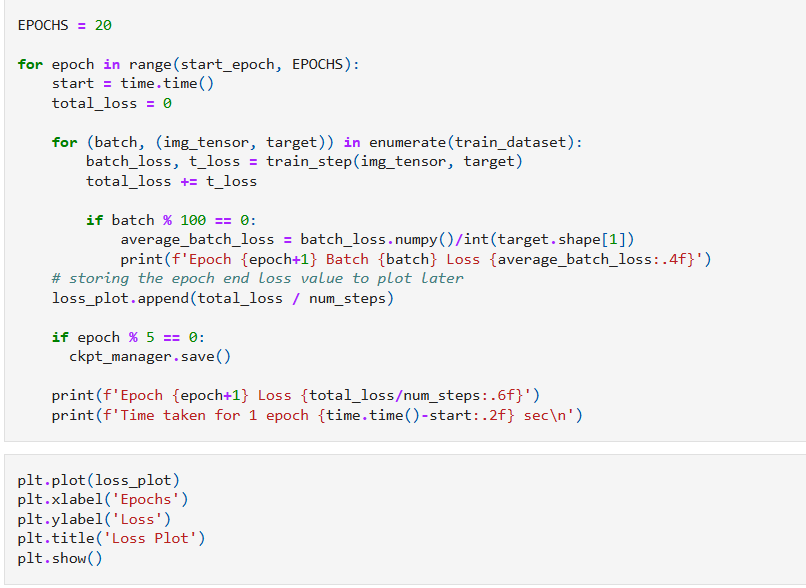 EPOCHS = 20
for epoch in range(start_epoch, EPOCHS):
    start = time.time()
    total_loss = 0
    for (batch, (img_tensor, target)) in enumerate(train_dataset):
        batch_loss, t_loss = train_step(img_tensor, target)
        total_loss += t_loss
        if batch % 100 == 0:
            average_batch_loss = batch_loss.numpy()/int(target.shape[1])
            print(f'Epoch {epoch+1} Batch {batch} Loss {average_batch_loss:.4f}')
    # storing the epoch end loss value to plot later
    loss_plot.append(total_loss / num_steps)
    if epoch % 5 == 0:
      ckpt_manager.save()
    print(f'Epoch {epoch+1} Loss {total_loss/num_steps:.6f}')
    print(f'Time taken for 1 epoch {time.time()-start:.2f} sec\n')
plt.plot(loss_plot)
plt.xlabel('Epochs')
plt.ylabel('Loss')
plt.title('Loss Plot')
plt.show()